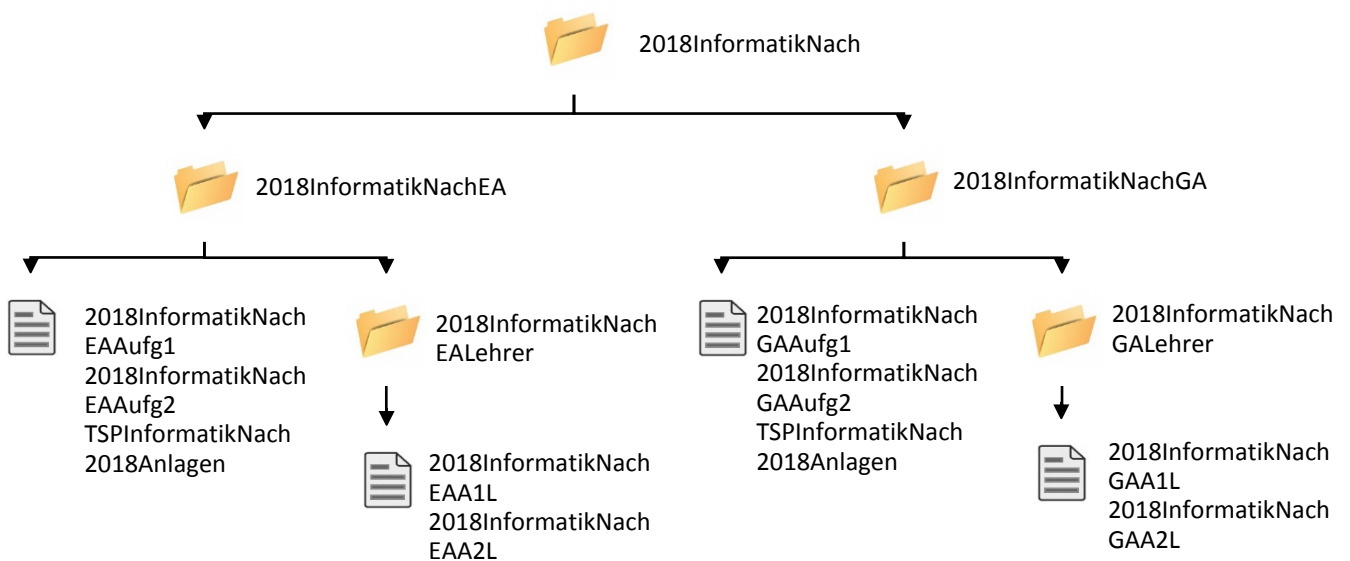 2018InformatikNach
2018InformatikNachEA
2018InformatikNachGA
2018InformatikNach
EAAufg1
2018InformatikNach
EAAufg2
TSPInformatikNach
2018Anlagen
2018InformatikNach
EALehrer
2018InformatikNach
EAA1L
2018InformatikNach
EAA2L
2018InformatikNach
GAAufg1
2018InformatikNach
GAAufg2
TSPInformatikNach
2018Anlagen
2018InformatikNach
GALehrer
2018InformatikNach
GAA1L
2018InformatikNach
GAA2L